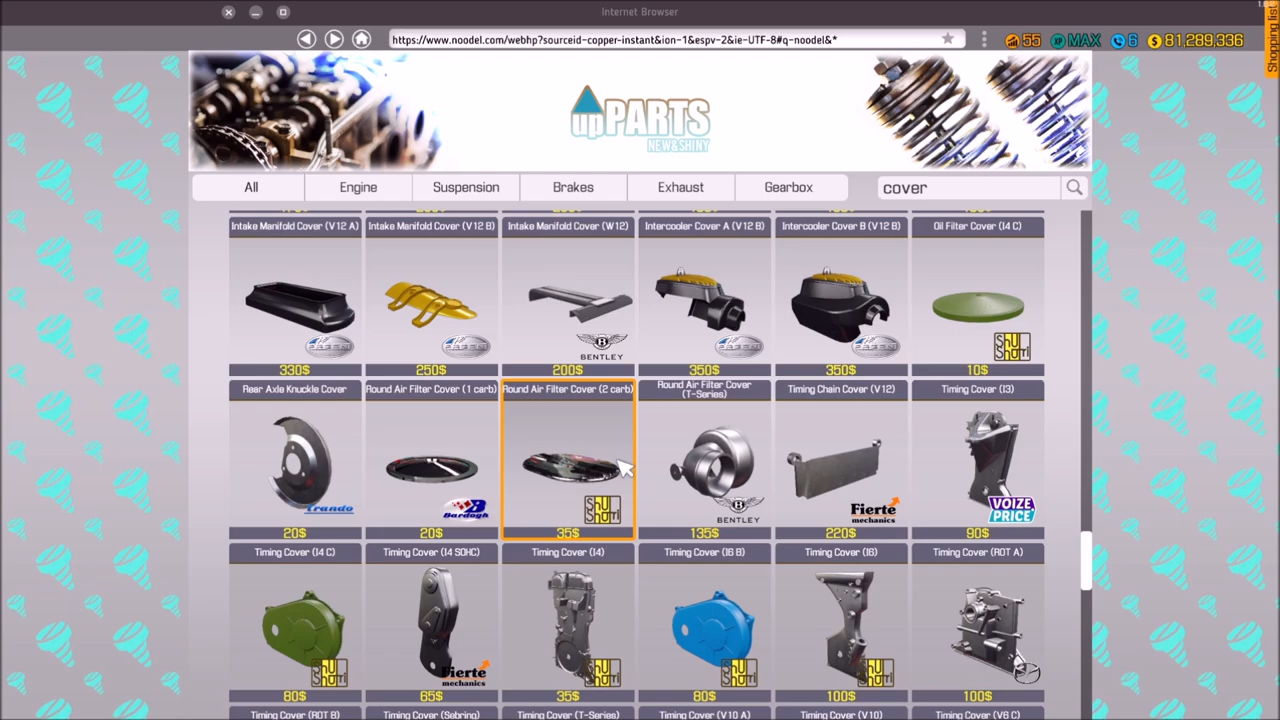 Internet Browser
https://www.noodel.com/webhp?sourceid-copper-instant&ion-1&espv-2&ie-UTF-8#q-noodel&*
55 XP MAX 6 $ 81,289,336
Shopping list
upPARTS
NEW&SHINY
All Engine Suspension Brakes Exhaust Gearbox cover
Intake Manifold Cover (V12 A) Intake Manifold Cover (V12 B) Intake Manifold Cover (W12) Intercooler Cover A (V12 B) Intercooler Cover B (V12 B) Oil Filter Cover (I4 C)
BENTLEY
330$ 250$ 200$ 350$ 350$ 10$
Rear Axle Knuckle Cover Round Air Filter Cover (1 carb) Round Air Filter Cover (2 carb) Round Air Filter Cover (T-Series) Timing Chain Cover (V12) Timing Cover (I3)
Trando Bardogh BENTLEY Fierte mechanics VOIZE PRICE
20$ 20$ 35$ 135$ 220$ 90$
Timing Cover (I4 C) Timing Cover (I4 SOHC) Timing Cover (I4) Timing Cover (I6 B) Timing Cover (I6) Timing Cover (ROT A)
Fierte mechanics
80$ 65$ 35$ 80$ 100$ 100$
Timing Cover (ROT B) Timing Cover (Sebring) Timing Cover (T-Series) Timing Cover (V10 A) Timing Cover (V10) Timing Cover (V6 C)